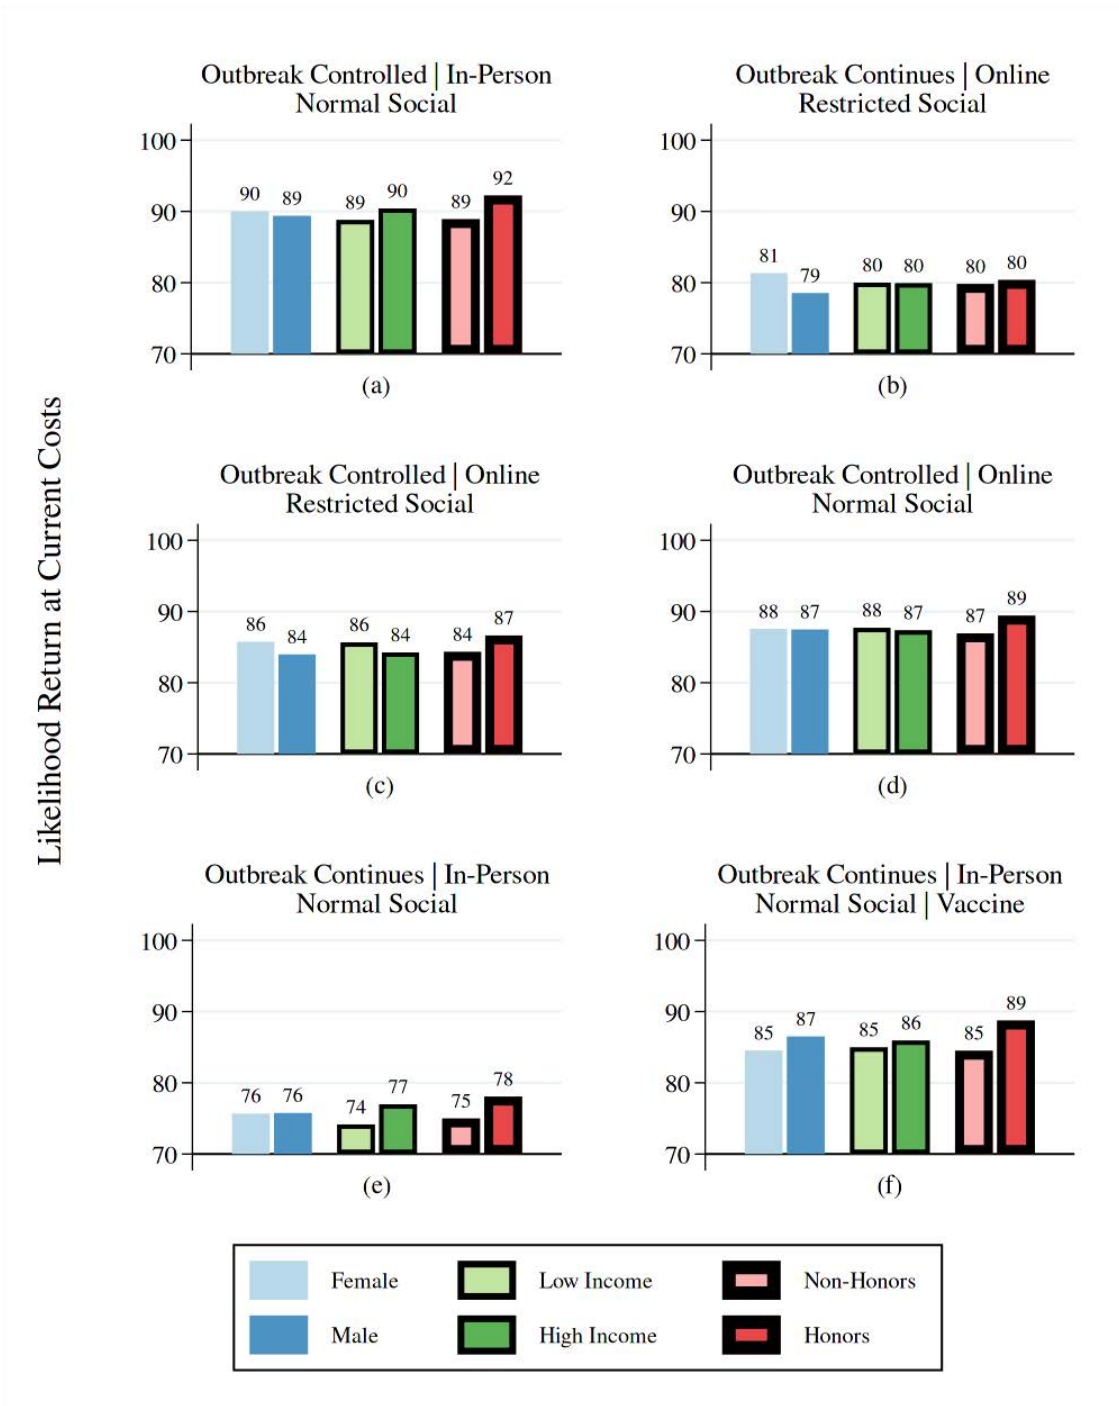 Likelihood Return at Current Costs
Outbreak Controlled | In-Person
Normal Social
100
90
80
70
90 89 89 90 89 92
(a)
Outbreak Continues | Online
Restricted Social
100
90
80
70
81 79 80 80 80 80
(b)
Outbreak Controlled | Online
Restricted Social
100
90
80
70
86 84 86 84 84 87
(c)
Outbreak Controlled | Online
Normal Social
100
90
80
70
88 87 88 87 87 89
(d)
Outbreak Continues | In-Person
Normal Social
100
90
80
70
76 76 74 77 75 78
(e)
Outbreak Continues | In-Person
Normal Social | Vaccine
100
90
80
70
85 87 85 86 85 89
(f)
Female Low Income Non-Honors
Male High Income Honors